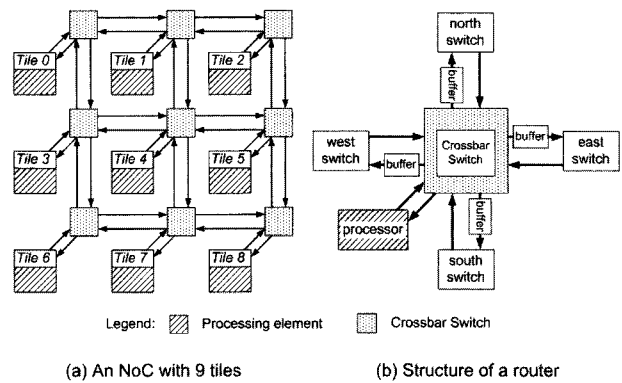 Tile 0
Tile 1
Tile 2
Tile 3
Tile 4
Tile 5
Tile 6
Tile 7
Tile 8
north
switch
buffer
west
switch
buffer
Crossbar
Switch
buffer
east
switch
processor
buffer
south
switch
Legend:
Processing element
Crossbar Switch
(a) An NoC with 9 tiles
(b) Structure of a router